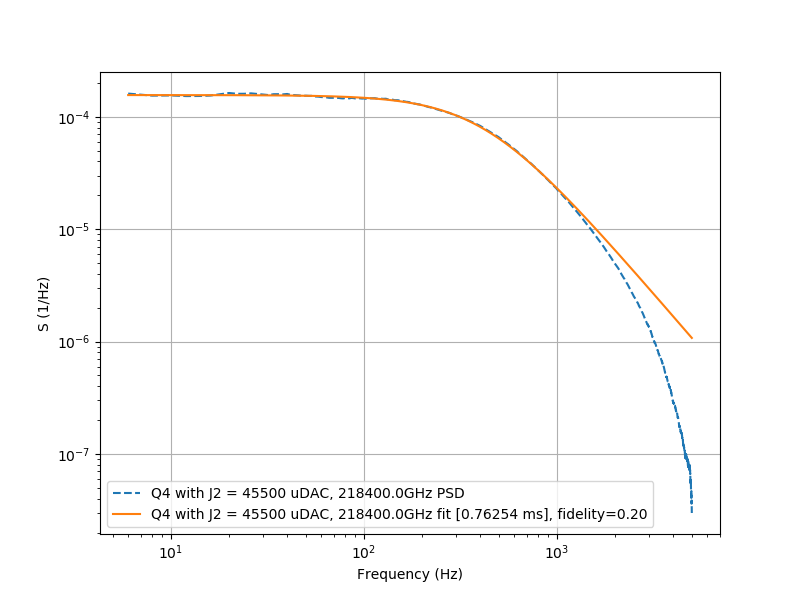 10⁻⁴
10⁻⁵
10⁻⁶
10⁻⁷
S (1/Hz)
Q4 with J2 = 45500 uDAC, 218400.0GHz PSD
Q4 with J2 = 45500 uDAC, 218400.0GHz fit [0.76254 ms], fidelity=0.20
10¹ 10² 10³
Frequency (Hz)